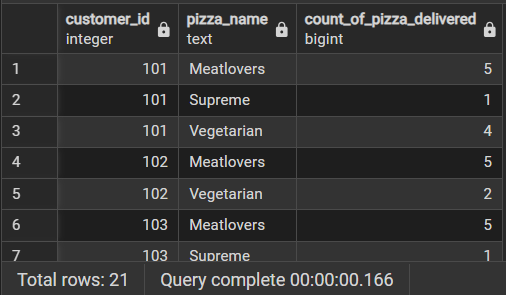 customer_id pizza_name count_of_pizza_delivered
integer text bigint
1 101 Meatlovers 5
2 101 Supreme 1
3 101 Vegetarian 4
4 102 Meatlovers 5
5 102 Vegetarian 2
6 103 Meatlovers 5
7 103 Supreme 1
Total rows: 21 Query complete 00:00:00.166